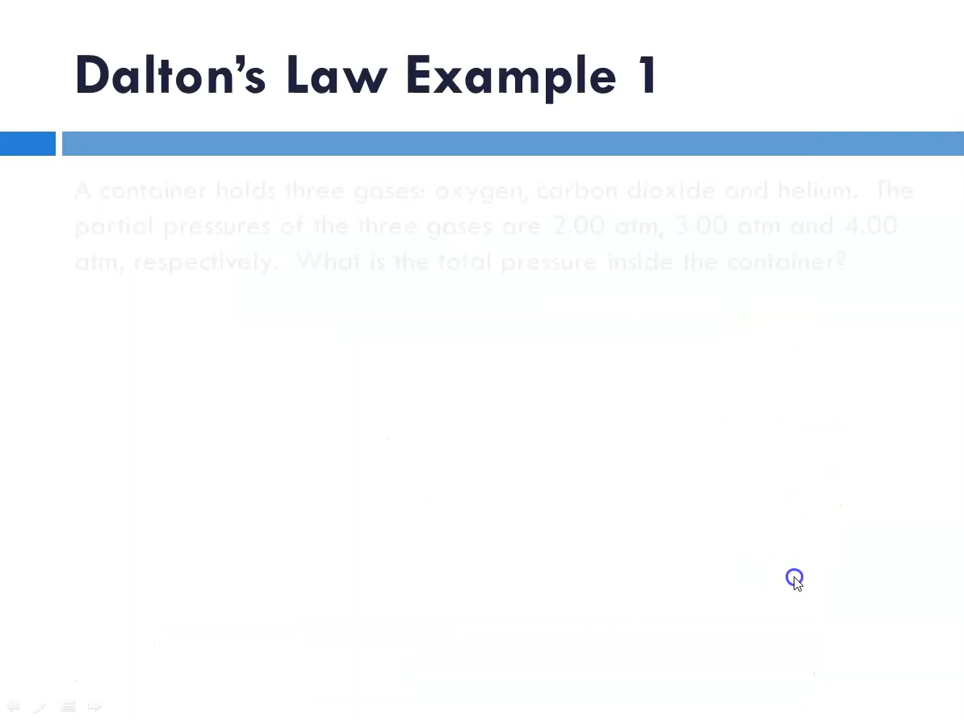 Dalton's Law Example 1
A container holds three gases: oxygen, carbon dioxide and helium. The
partial pressures of the three gases are 2.00 atm, 3.00 atm and 4.00
atm, respectively. What is the total pressure inside the container?